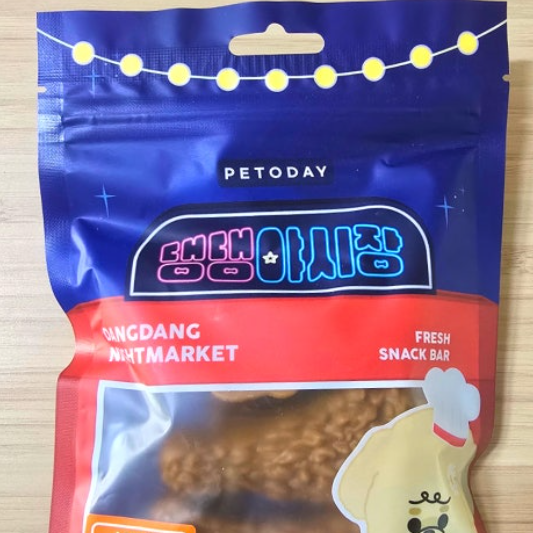 PETODAY
댕댕야시장
DANGDANG
NIGHTMARKET
FRESH
SNACK BAR